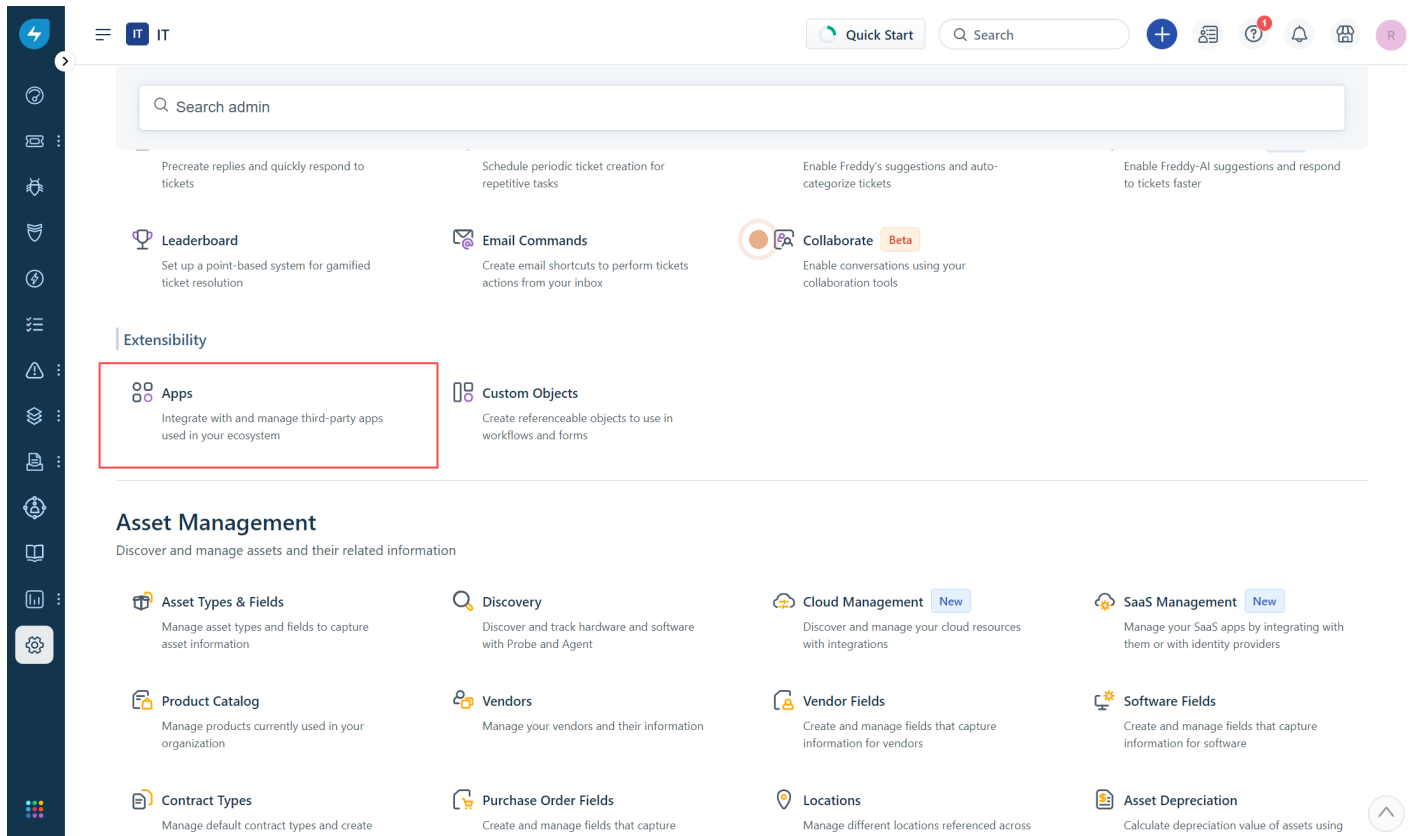 IT IT
Quick Start
Search
1
R
Search admin
Precreate replies and quickly respond to
tickets
Schedule periodic ticket creation for
repetitive tasks
Enable Freddy's suggestions and auto-
categorize tickets
Enable Freddy-AI suggestions and respond
to tickets faster
Leaderboard
Set up a point-based system for gamified
ticket resolution
Email Commands
Create email shortcuts to perform tickets
actions from your inbox
Collaborate Beta
Enable conversations using your
collaboration tools
Extensibility
Apps
Integrate with and manage third-party apps
used in your ecosystem
Custom Objects
Create referenceable objects to use in
workflows and forms
Asset Management
Discover and manage assets and their related information
Asset Types & Fields
Manage asset types and fields to capture
asset information
Discovery
Discover and track hardware and software
with Probe and Agent
Cloud Management New
Discover and manage your cloud resources
with integrations
SaaS Management New
Manage your SaaS apps by integrating with
them or with identity providers
Product Catalog
Manage products currently used in your
organization
Vendors
Manage your vendors and their information
Vendor Fields
Create and manage fields that capture
information for vendors
Software Fields
Create and manage fields that capture
information for software
Contract Types
Manage default contract types and create
Purchase Order Fields
Create and manage fields that capture
Locations
Manage different locations referenced across
Asset Depreciation
Calculate depreciation value of assets using